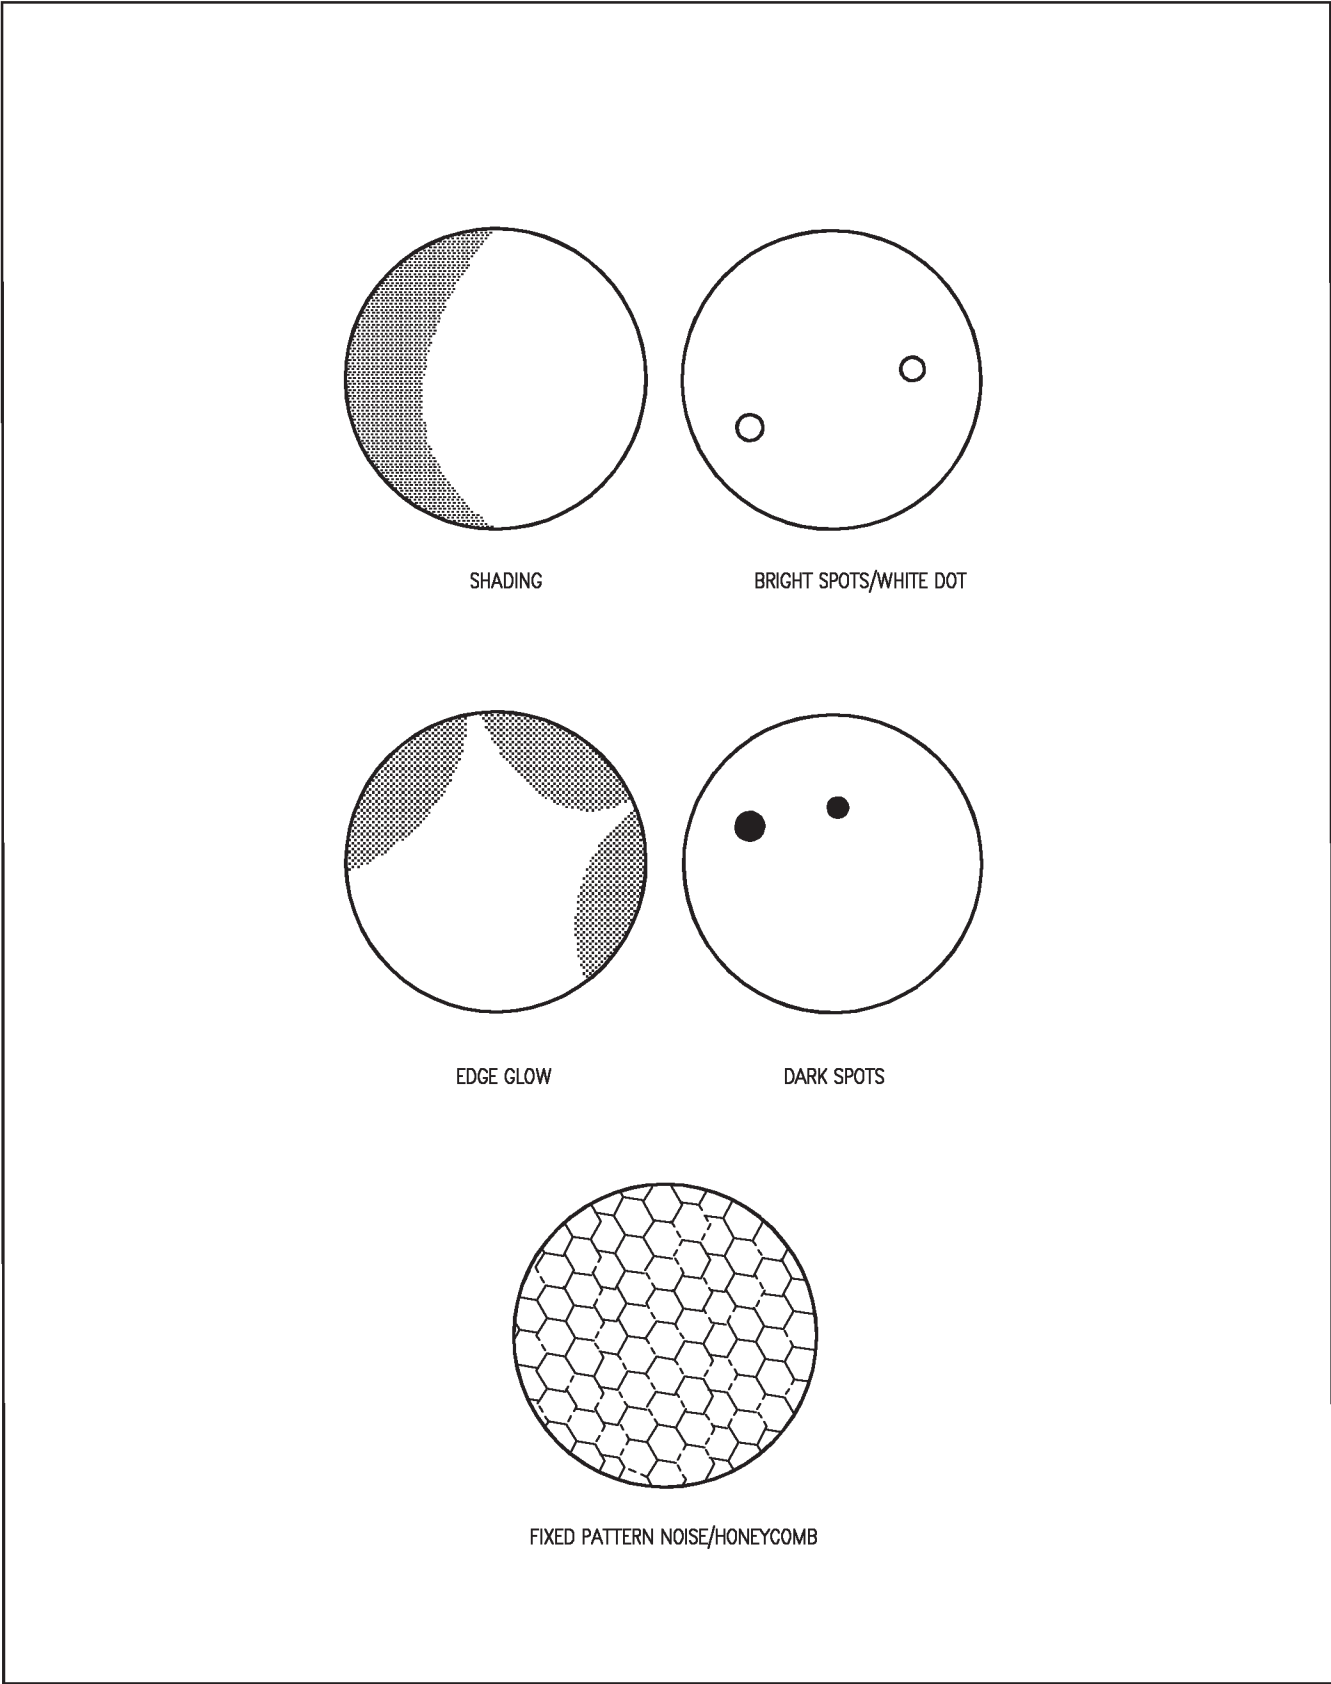 SHADING
BRIGHT SPOTS/WHITE DOT
EDGE GLOW
DARK SPOTS
FIXED PATTERN NOISE/HONEYCOMB